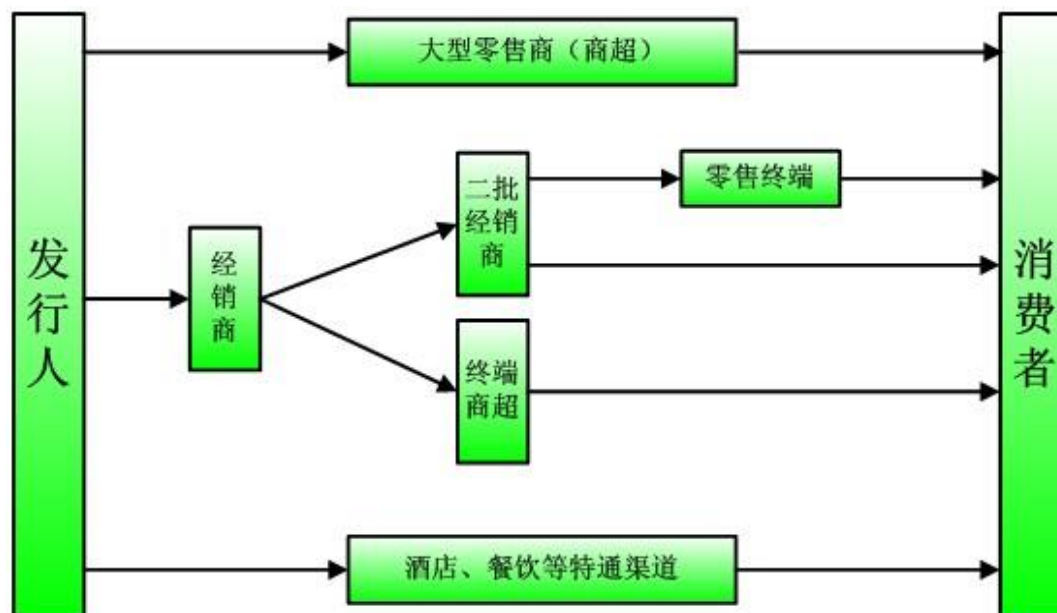 发
行
人
大型零售商（商超）
经
销
商
二批
经销
商
零售终端
终端
商超
酒店、餐饮等特通渠道
消
费
者